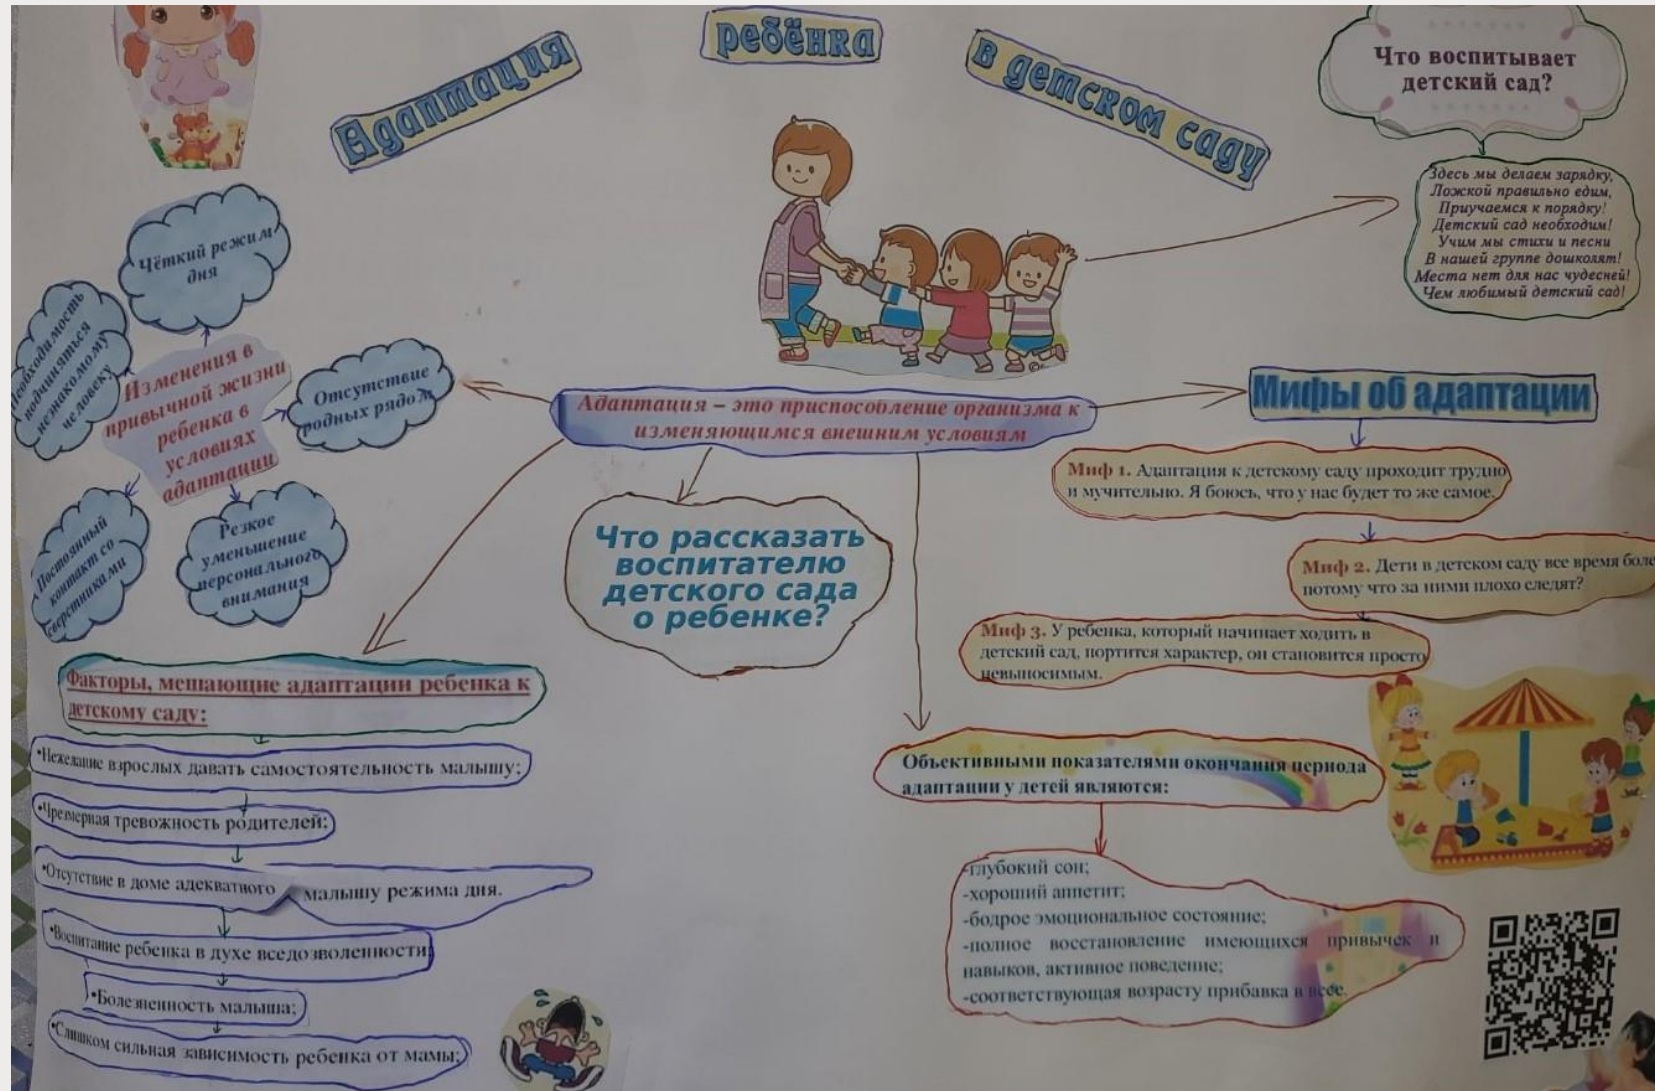 Адаптация
ребёнка
в детском саду
Что воспитывает
детский сад?
Здесь мы делаем зарядку,
Ложкой правильно едим,
Приучаемся к порядку!
Детский сад необходим!
Учим мы стихи и песни
В нашей группе дошколят!
Места нет для нас чудесней!
Чем любимый детский сад!
Чёткий режим
дня
Необходимость
подчиняться
незнакомому
человеку
Изменения в
привычной жизни
ребенка в
условиях
адаптации
Отсутствие
родных рядом
Постоянный
контакт со
сверстниками
Резкое
уменьшение
персонального
внимания
Адаптация – это приспособление организма к
изменяющимся внешним условиям
Мифы об адаптации
Миф 1. Адаптация к детскому саду проходит трудно
и мучительно. Я боюсь, что у нас будет то же самое.
Миф 2. Дети в детском саду все время боле
потому что за ними плохо следят?
Миф 3. У ребенка, который начинает ходить в
детский сад, портится характер, он становится просто
невыносимым.
Что рассказать
воспитателю
детского сада
о ребенке?
Факторы, мешающие адаптации ребенка к
детскому саду:
•Нежелание взрослых давать самостоятельность малышу;
•Чрезмерная тревожность родителей;
•Отсутствие в доме адекватного малышу режима дня.
•Воспитание ребенка в духе вседозволенности;
•Болезненность малыша;
•Слишком сильная зависимость ребенка от мамы;
Объективными показателями окончания периода
адаптации у детей являются:
-глубокий сон;
-хороший аппетит;
-бодрое эмоциональное состояние;
-полное восстановление имеющихся привычек и
навыков, активное поведение;
-соответствующая возрасту прибавка в весе.